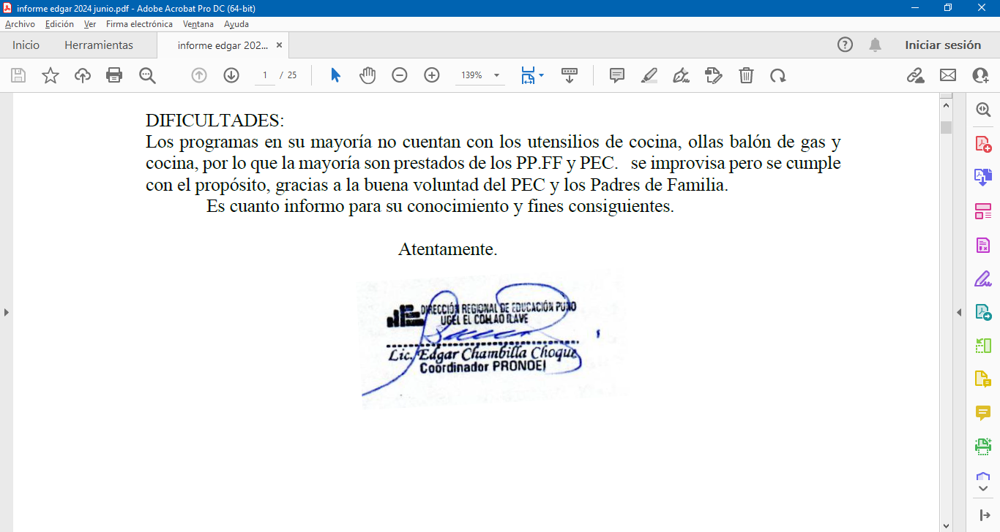 informe edgar 2024 junio.pdf - Adobe Acrobat Pro DC (64-bit)
Archivo Edición Ver Firma electrónica Ventana Ayuda
Inicio Herramientas informe edgar 202... × Iniciar sesión
1 / 25 139%
DIFICULTADES:
Los programas en su mayoría no cuentan con los utensilios de cocina, ollas balón de gas y
cocina, por lo que la mayoría son prestados de los PP.FF y PEC. se improvisa pero se cumple
con el propósito, gracias a la buena voluntad del PEC y los Padres de Familia.
Es cuanto informo para su conocimiento y fines consiguientes.
Atentamente.
DIRECCIÓN REGIONAL DE EDUCACIÓN PUNO
UGEL EL COLLAO ILAVE
Lic. Edgar Chambilla Choque
Coordinador PRONOEI